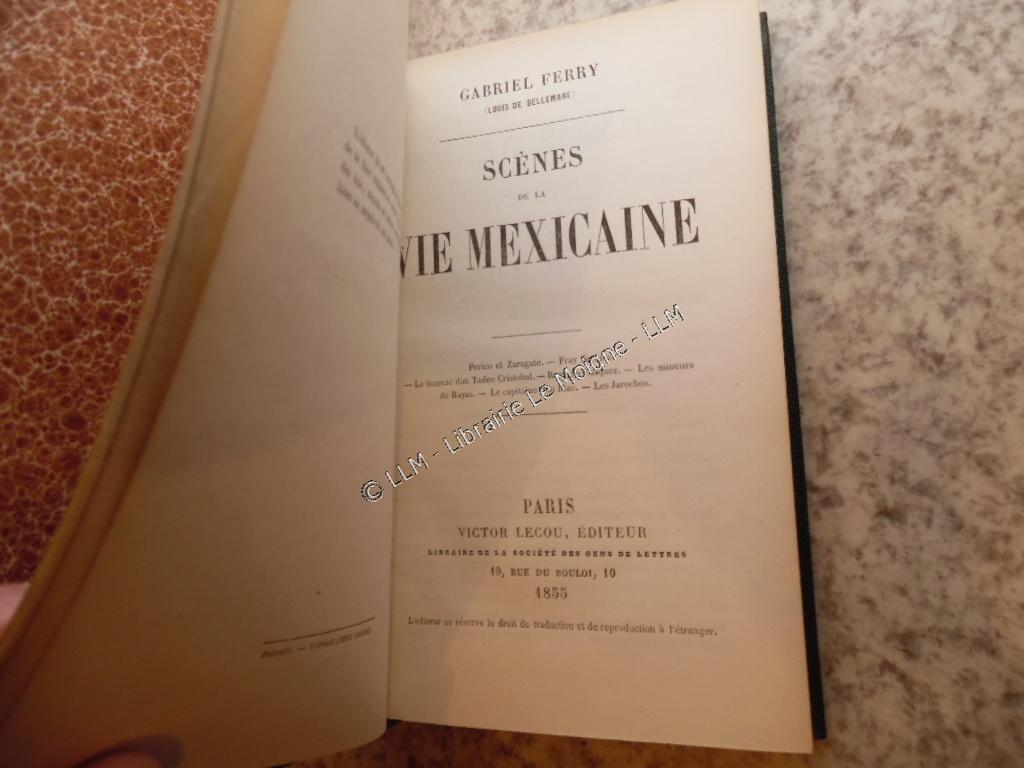 GABRIEL FERRY
(LOUIS DE BELLEMARE)
SCÈNES
DE LA
VIE MEXICAINE
Perico el Zaragate. — Fray
— Le licencié don Tadeo Cristobal. — — Les mineurs
de Rayas. — Le capitaine — Les Jarochos.
PARIS
VICTOR LECOU, ÉDITEUR
LIBRAIRE DE LA SOCIÉTÉ DES GENS DE LETTRES
10, RUE DU BOULOI, 10
1855
L'éditeur se réserve le droit de traduction et de reproduction à l'étranger.
© LLM - Librairie Le Moigne - LLM